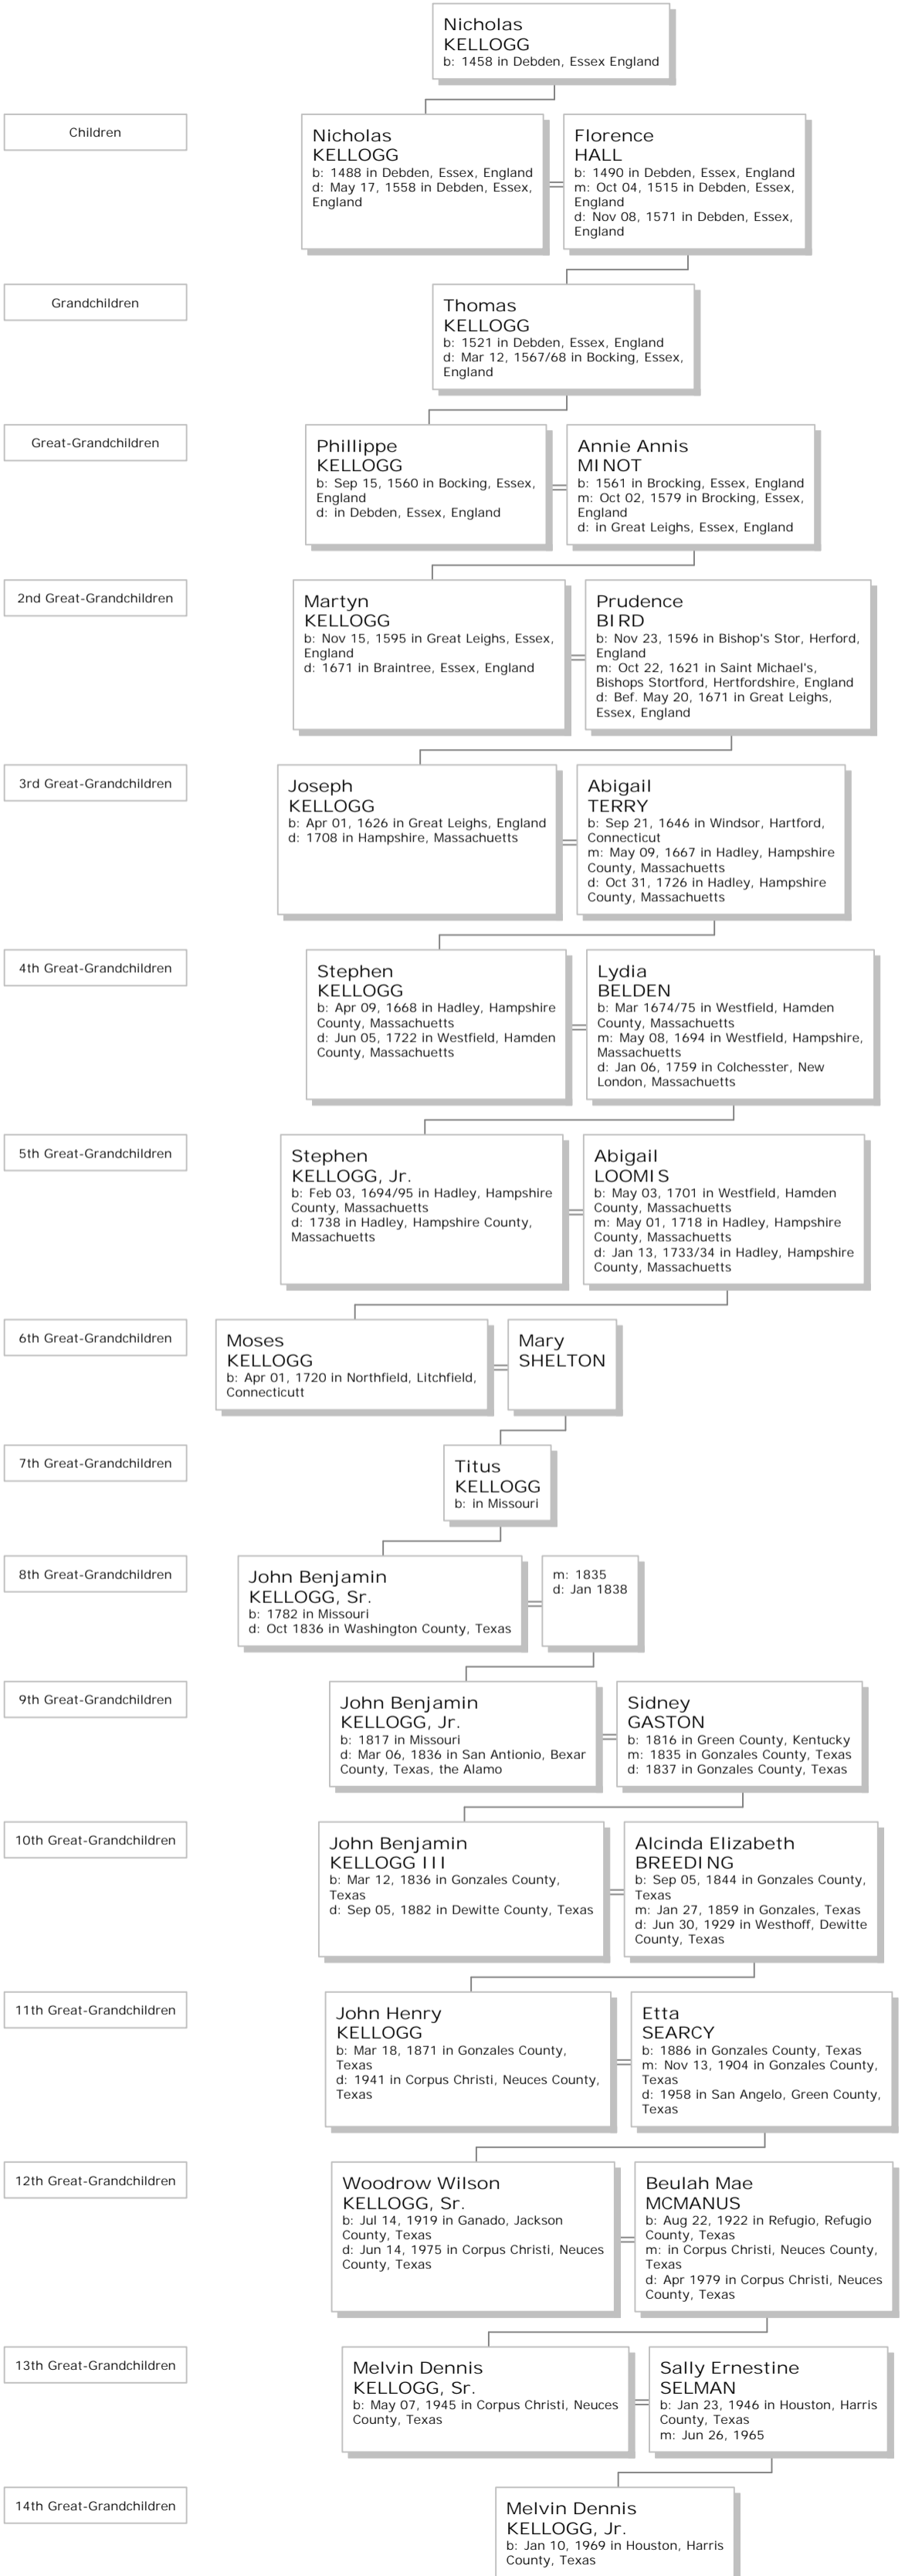 Nicholas
KELLOGG
b: 1458 in Debden, Essex England
Children
Nicholas
KELLOGG
b: 1488 in Debden, Essex, England
d: May 17, 1558 in Debden, Essex,
England
Florence
HALL
b: 1490 in Debden, Essex, England
m: Oct 04, 1515 in Debden, Essex,
England
d: Nov 08, 1571 in Debden, Essex,
England
Grandchildren
Thomas
KELLOGG
b: 1521 in Debden, Essex, England
d: Mar 12, 1567/68 in Bocking, Essex,
England
Great-Grandchildren
Phillippe
KELLOGG
b: Sep 15, 1560 in Bocking, Essex,
England
d: in Debden, Essex, England
Annie Annis
MINOT
b: 1561 in Brocking, Essex, England
m: Oct 02, 1579 in Brocking, Essex,
England
d: in Great Leighs, Essex, England
2nd Great-Grandchildren
Martyn
KELLOGG
b: Nov 15, 1595 in Great Leighs, Essex,
England
d: 1671 in Braintree, Essex, England
Prudence
BIRD
b: Nov 23, 1596 in Bishop's Stor, Herford,
England
m: Oct 22, 1621 in Saint Michael's,
Bishops Stortford, Hertfordshire, England
d: Bef. May 20, 1671 in Great Leighs,
Essex, England
3rd Great-Grandchildren
Joseph
KELLOGG
b: Apr 01, 1626 in Great Leighs, England
d: 1708 in Hampshire, Massachusetts
Abigail
TERRY
b: Sep 21, 1646 in Windsor, Hartford,
Connecticut
m: May 09, 1667 in Hadley, Hampshire
County, Massachusetts
d: Oct 31, 1726 in Hadley, Hampshire
County, Massachusetts
4th Great-Grandchildren
Stephen
KELLOGG
b: Apr 09, 1668 in Hadley, Hampshire
County, Massachusetts
d: Jun 05, 1722 in Westfield, Hamden
County, Massachusetts
Lydia
BELDEN
b: Mar 1674/75 in Westfield, Hamden
County, Massachusetts
m: May 08, 1694 in Westfield, Hampshire,
Massachusetts
d: Jan 06, 1759 in Colchesster, New
London, Massachusetts
5th Great-Grandchildren
Stephen
KELLOGG, Jr.
b: Feb 03, 1694/95 in Hadley, Hampshire
County, Massachusetts
d: 1738 in Hadley, Hampshire County,
Massachusetts
Abigail
LOOMIS
b: May 03, 1701 in Westfield, Hamden
County, Massachusetts
m: May 01, 1718 in Hadley, Hampshire
County, Massachusetts
d: Jan 13, 1733/34 in Hadley, Hampshire
County, Massachusetts
6th Great-Grandchildren
Moses
KELLOGG
b: Apr 01, 1720 in Northfield, Litchfield,
Connecticutt
Mary
SHELTON
7th Great-Grandchildren
Titus
KELLOGG
b: in Missouri
8th Great-Grandchildren
John Benjamin
KELLOGG, Sr.
b: 1782 in Missouri
d: Oct 1836 in Washington County, Texas
m: 1835
d: Jan 1838
9th Great-Grandchildren
John Benjamin
KELLOGG, Jr.
b: 1817 in Missouri
d: Mar 06, 1836 in San Antionio, Bexar
County, Texas, the Alamo
Sidney
GASTON
b: 1816 in Green County, Kentucky
m: 1835 in Gonzales County, Texas
d: 1837 in Gonzales County, Texas
10th Great-Grandchildren
John Benjamin
KELLOGG III
b: Mar 12, 1836 in Gonzales County,
Texas
d: Sep 05, 1882 in Dewitte County, Texas
Alcinda Elizabeth
BREEDING
b: Sep 05, 1844 in Gonzales County,
Texas
m: Jan 27, 1859 in Gonzales, Texas
d: Jun 30, 1929 in Westhoff, Dewitte
County, Texas
11th Great-Grandchildren
John Henry
KELLOGG
b: Mar 18, 1871 in Gonzales County,
Texas
d: 1941 in Corpus Christi, Neuces County,
Texas
Etta
SEARCY
b: 1886 in Gonzales County, Texas
m: Nov 13, 1904 in Gonzales County,
Texas
d: 1958 in San Angelo, Green County,
Texas
12th Great-Grandchildren
Woodrow Wilson
KELLOGG, Sr.
b: Jul 14, 1919 in Ganado, Jackson
County, Texas
d: Jun 14, 1975 in Corpus Christi, Neuces
County, Texas
Beulah Mae
MCMANUS
b: Aug 22, 1922 in Refugio, Refugio
County, Texas
m: in Corpus Christi, Neuces County,
Texas
d: Apr 1979 in Corpus Christi, Neuces
County, Texas
13th Great-Grandchildren
Melvin Dennis
KELLOGG, Sr.
b: May 07, 1945 in Corpus Christi, Neuces
County, Texas
Sally Ernestine
SELMAN
b: Jan 23, 1946 in Houston, Harris
County, Texas
m: Jun 26, 1965
14th Great-Grandchildren
Melvin Dennis
KELLOGG, Jr.
b: Jan 10, 1969 in Houston, Harris
County, Texas